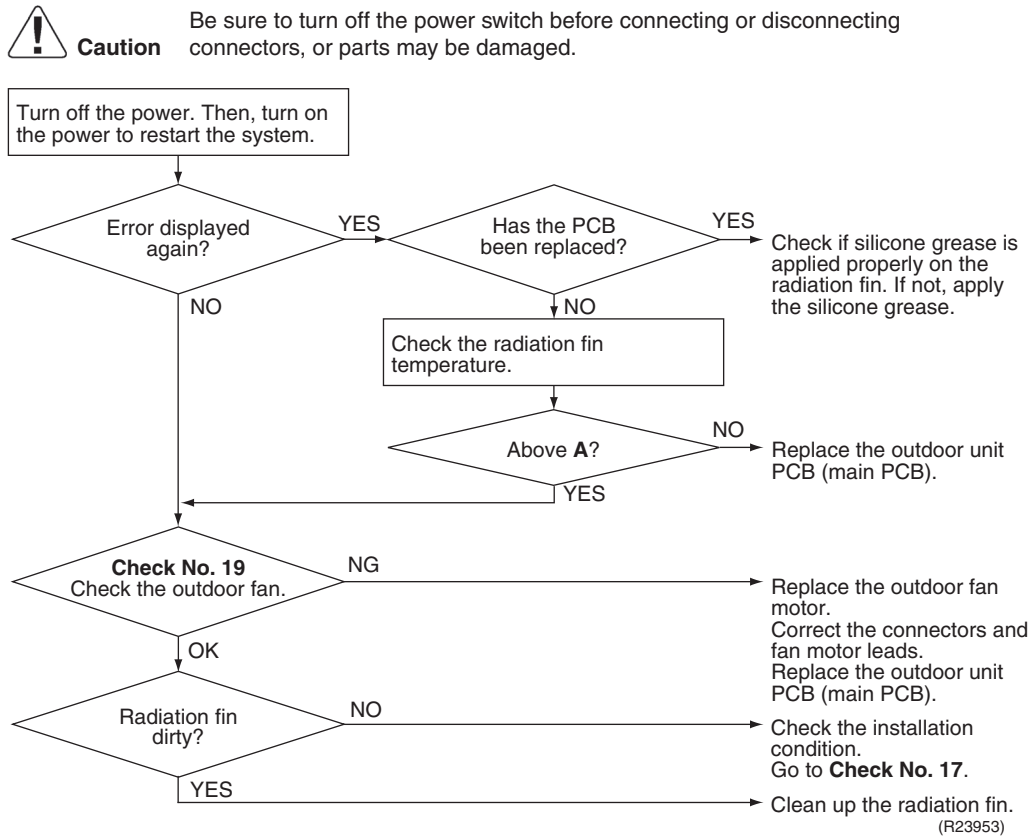 Be sure to turn off the power switch before connecting or disconnecting
Caution connectors, or parts may be damaged.
Turn off the power. Then, turn on
the power to restart the system.
Error displayed
again?
YES
NO
Has the PCB
been replaced?
YES
Check if silicone grease is
applied properly on the
radiation fin. If not, apply
the silicone grease.
NO
Check the radiation fin
temperature.
Above A?
NO
Replace the outdoor unit
PCB (main PCB).
YES
Check No. 19
Check the outdoor fan.
NG
Replace the outdoor fan
motor.
Correct the connectors and
fan motor leads.
Replace the outdoor unit
PCB (main PCB).
OK
Radiation fin
dirty?
NO
Check the installation
condition.
Go to Check No. 17.
YES
Clean up the radiation fin.
(R23953)